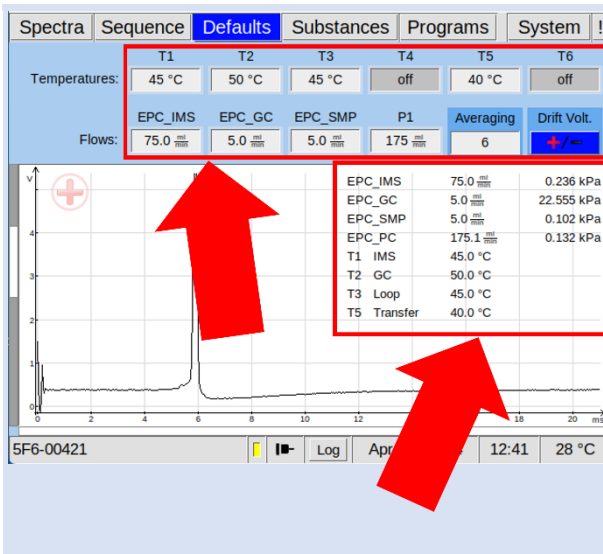 Spectra Sequence Defaults Substances Programs System !
T1 T2 T3 T4 T5 T6
Temperatures: 45 °C 50 °C 45 °C off 40 °C off
EPC_IMS EPC_GC EPC_SMP P1 Averaging Drift Volt.
Flows: 75.0 ml/min 5.0 ml/min 5.0 ml/min 175 ml/min 6 +/-
V
EPC_IMS 75.0 ml/min 0.236 kPa
EPC_GC 5.0 ml/min 22.555 kPa
EPC_SMP 5.0 ml/min 0.102 kPa
EPC_PC 175.1 ml/min 0.132 kPa
T1 IMS 45.0 °C
T2 GC 50.0 °C
T3 Loop 45.0 °C
T5 Transfer 40.0 °C
4
3
2
1
0
0 2 4 6 8 10 12 18 20 ms
5F6-00421 Log Apr 12:41 28 °C